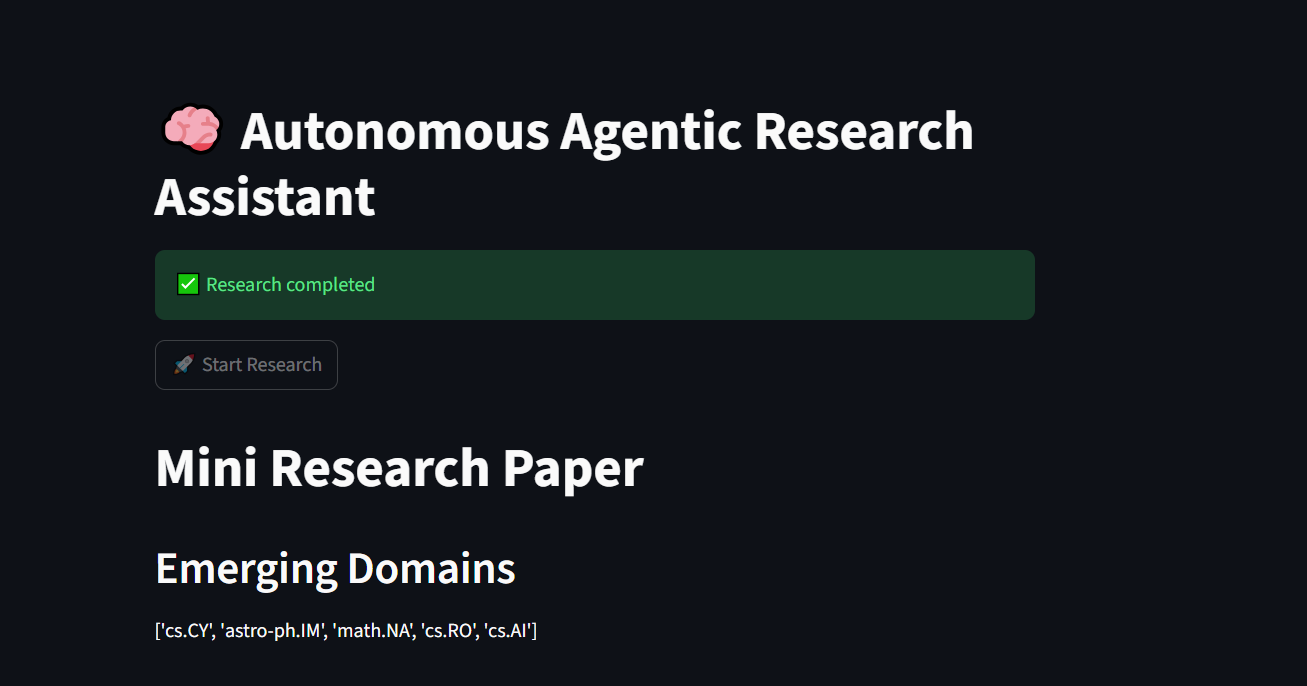 🧠 Autonomous Agentic Research
Assistant
✅ Research completed
🚀 Start Research
Mini Research Paper
Emerging Domains
['cs.CY', 'astro-ph.IM', 'math.NA', 'cs.RO', 'cs.AI']